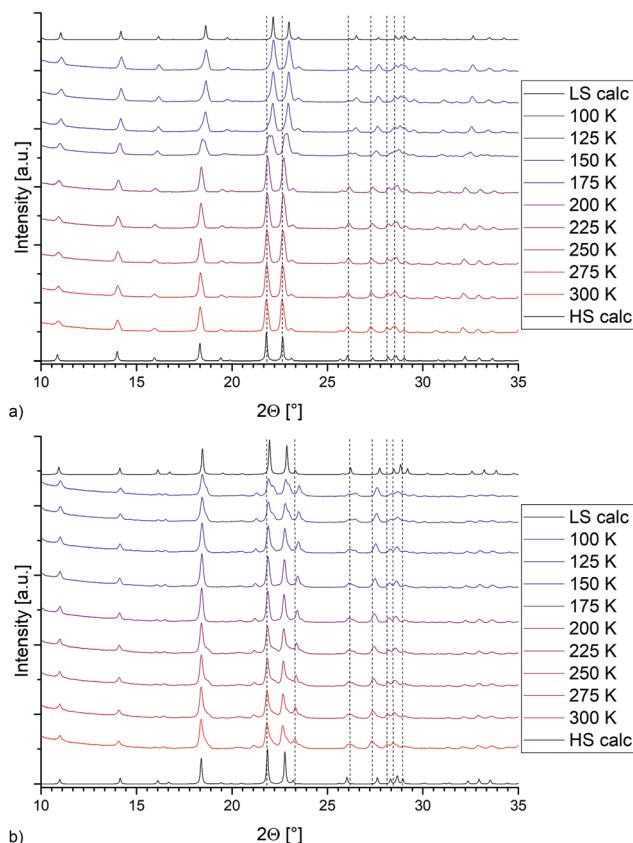 Intensity [a.u.]
LS calc
100 K
125 K
150 K
175 K
200 K
225 K
250 K
275 K
300 K
HS calc
10 15 20 25 30 35
a)
2Θ [°]
Intensity [a.u.]
LS calc
100 K
125 K
150 K
175 K
200 K
225 K
250 K
275 K
300 K
HS calc
10 15 20 25 30 35
b)
2Θ [°]